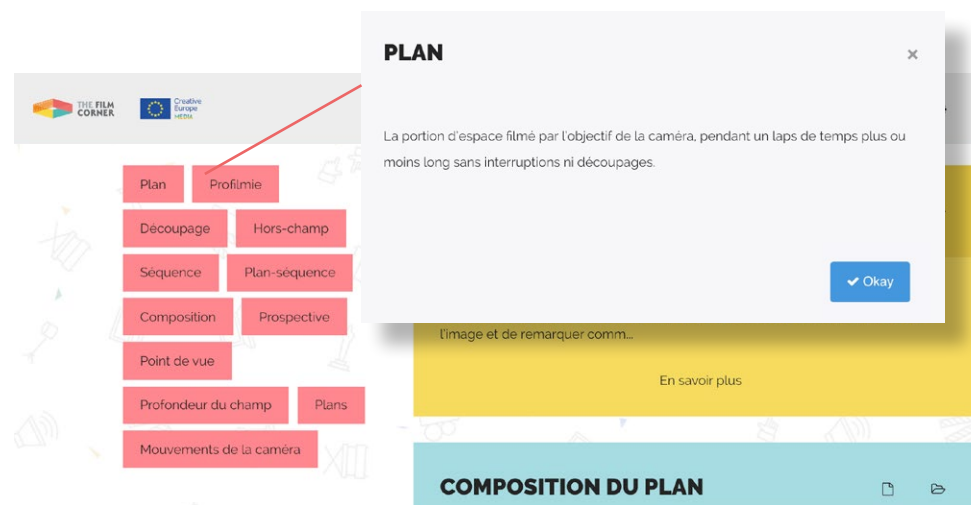 PLAN
×
La portion d'espace filmé par l'objectif de la caméra, pendant un laps de temps plus ou
moins long sans interruptions ni découpages.
✔ Okay
THE FILM
CORNER
Creative
Europe
MEDIA
Plan
Profilmie
Découpage
Hors-champ
Séquence
Plan-séquence
Composition
Prospective
Point de vue
Profondeur du champ
Plans
Mouvements de la caméra
l'image et de remarquer comm...
En savoir plus
COMPOSITION DU PLAN